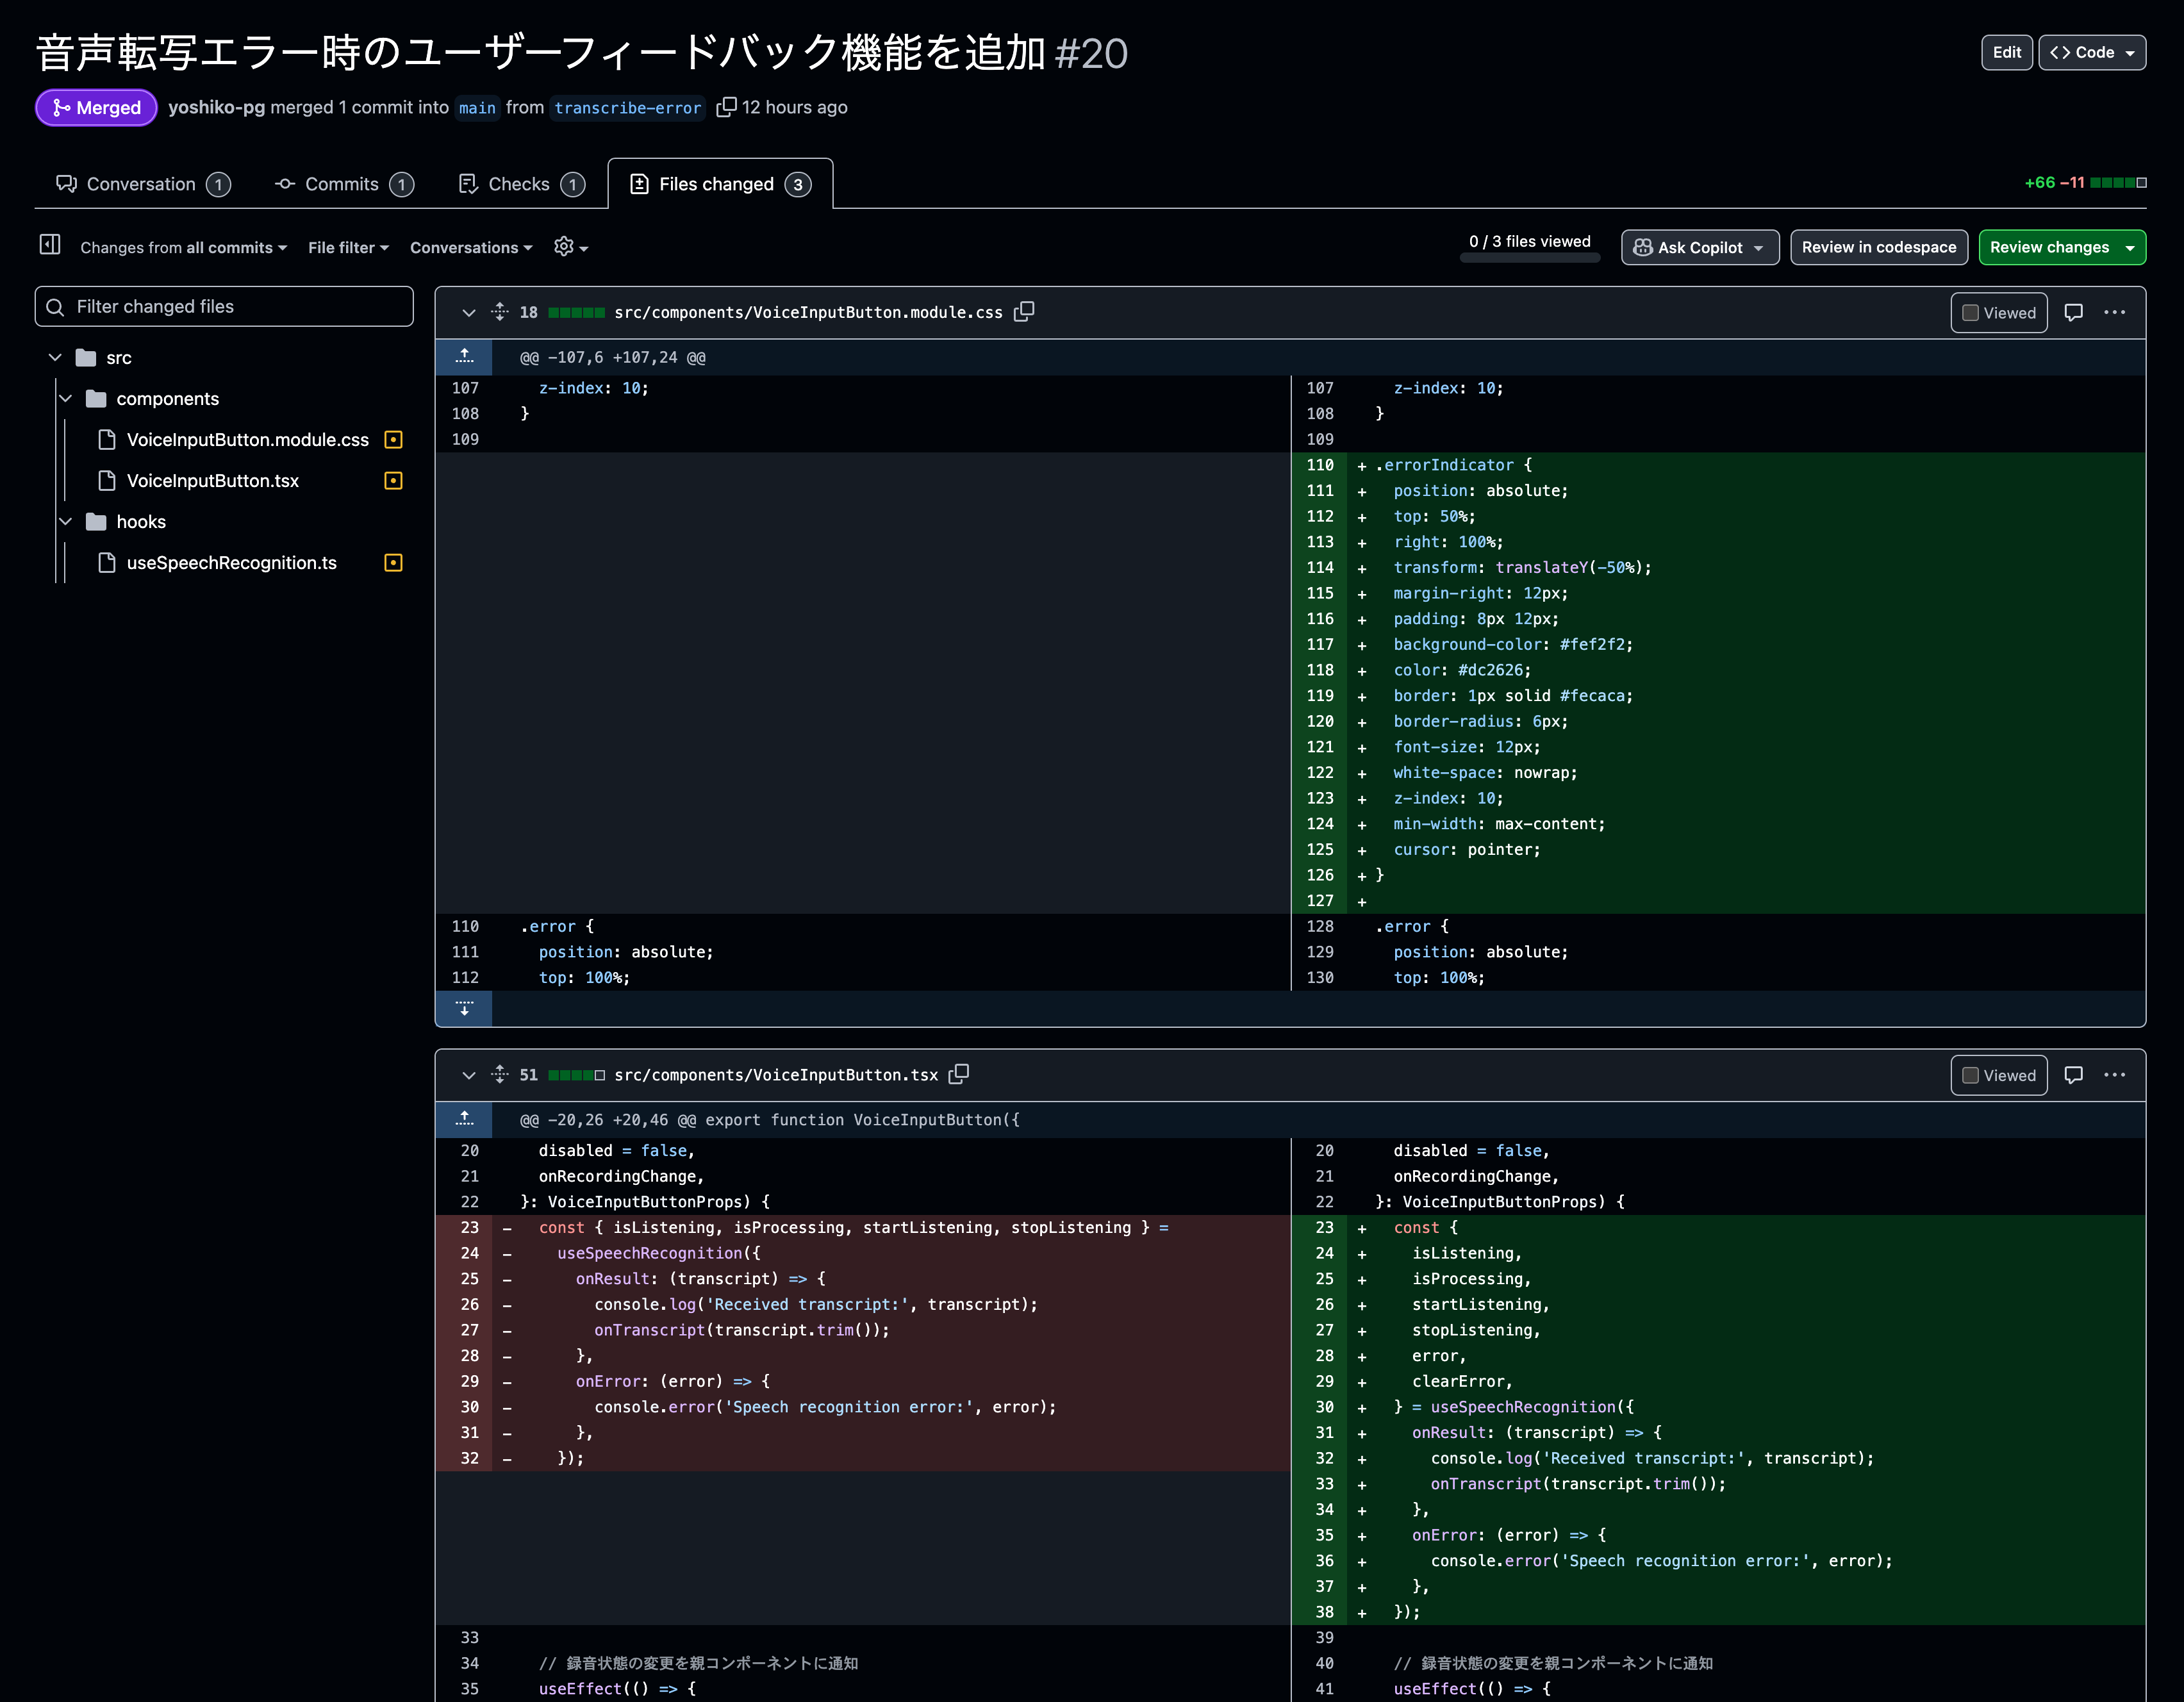 音声転写エラー時のユーザーフィードバック機能を追加 #20
Edit
Code
Merged
yoshiko-pg merged 1 commit into main from transcribe-error 12 hours ago
Conversation 1
Commits 1
Checks 1
Files changed 3
+66 −11
Changes from all commits
File filter
Conversations
0 / 3 files viewed
Ask Copilot
Review in codespace
Review changes
Filter changed files
src
components
VoiceInputButton.module.css
VoiceInputButton.tsx
hooks
useSpeechRecognition.ts
18 src/components/VoiceInputButton.module.css
Viewed
@@ -107,6 +107,24 @@
107 z-index: 10;
108 }
109
107 z-index: 10;
108 }
109
110 + .errorIndicator {
111 + position: absolute;
112 + top: 50%;
113 + right: 100%;
114 + transform: translateY(-50%);
115 + margin-right: 12px;
116 + padding: 8px 12px;
117 + background-color: #fef2f2;
118 + color: #dc2626;
119 + border: 1px solid #fecaca;
120 + border-radius: 6px;
121 + font-size: 12px;
122 + white-space: nowrap;
123 + z-index: 10;
124 + min-width: max-content;
125 + cursor: pointer;
126 + }
127 +
110 .error {
111 position: absolute;
112 top: 100%;
128 .error {
129 position: absolute;
130 top: 100%;
51 src/components/VoiceInputButton.tsx
Viewed
@@ -20,26 +20,46 @@ export function VoiceInputButton({
20 disabled = false,
21 onRecordingChange,
22 }: VoiceInputButtonProps) {
23 - const { isListening, isProcessing, startListening, stopListening } =
24 - useSpeechRecognition({
25 - onResult: (transcript) => {
26 - console.log('Received transcript:', transcript);
27 - onTranscript(transcript.trim());
28 - },
29 - onError: (error) => {
30 - console.error('Speech recognition error:', error);
31 - },
32 - });
33
34 // 録音状態の変更を親コンポーネントに通知
35 useEffect(() => {
20 disabled = false,
21 onRecordingChange,
22 }: VoiceInputButtonProps) {
23 + const {
24 + isListening,
25 + isProcessing,
26 + startListening,
27 + stopListening,
28 + error,
29 + clearError,
30 + } = useSpeechRecognition({
31 + onResult: (transcript) => {
32 + console.log('Received transcript:', transcript);
33 + onTranscript(transcript.trim());
34 + },
35 + onError: (error) => {
36 + console.error('Speech recognition error:', error);
37 + },
38 + });
39
40 // 録音状態の変更を親コンポーネントに通知
41 useEffect(() => {